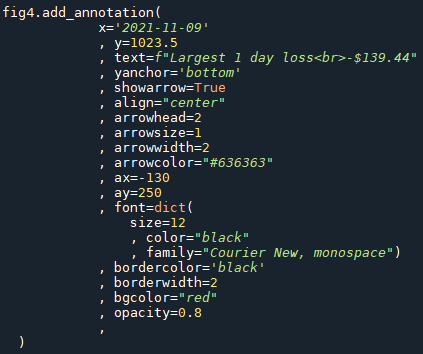 fig4.add_annotation(
x='2021-11-09'
, y=1023.5
, text=f"Largest 1 day loss<br>-$139.44"
, yanchor='bottom'
, showarrow=True
, align="center"
, arrowhead=2
, arrowsize=1
, arrowwidth=2
, arrowcolor="#636363"
, ax=-130
, ay=250
, font=dict(
size=12
, color="black"
, family="Courier New, monospace")
, bordercolor='black'
, borderwidth=2
, bgcolor="red"
, opacity=0.8
,
)